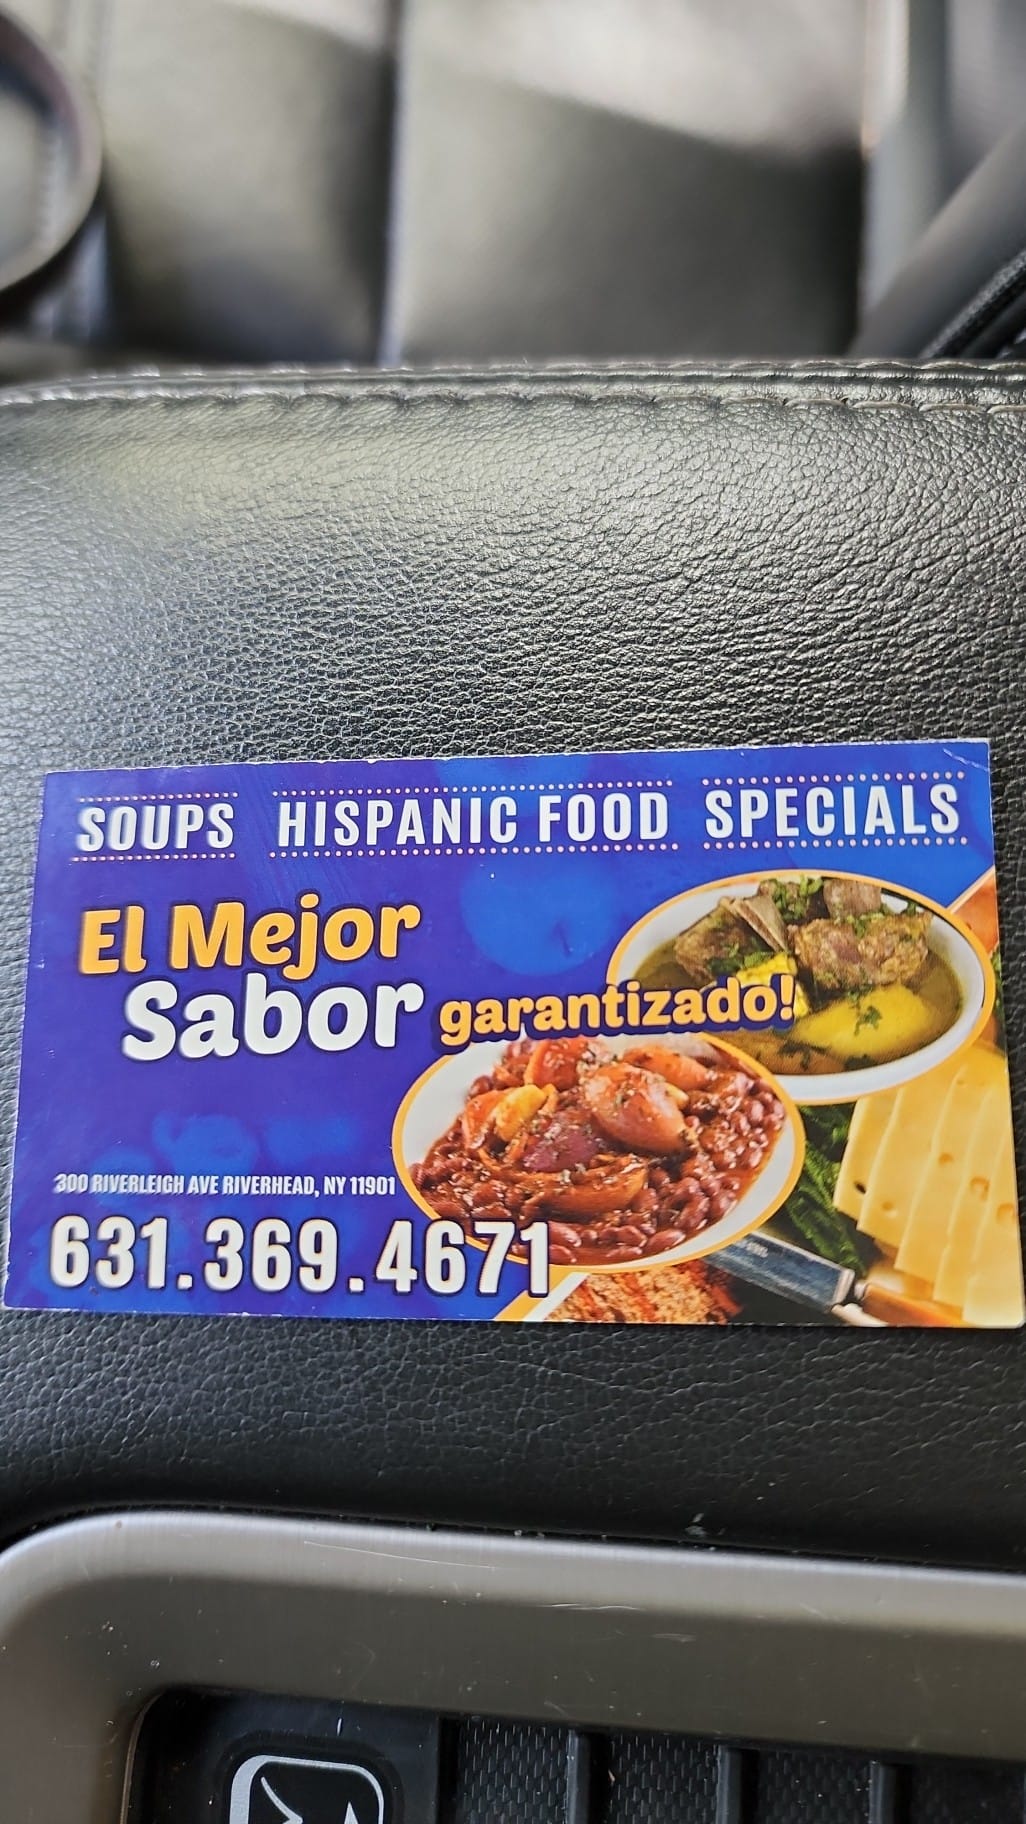 SOUPS HISPANIC FOOD SPECIALS
El Mejor
Sabor garantizado!
300 RIVERLEIGH AVE RIVERHEAD, NY 11901
631.369.4671